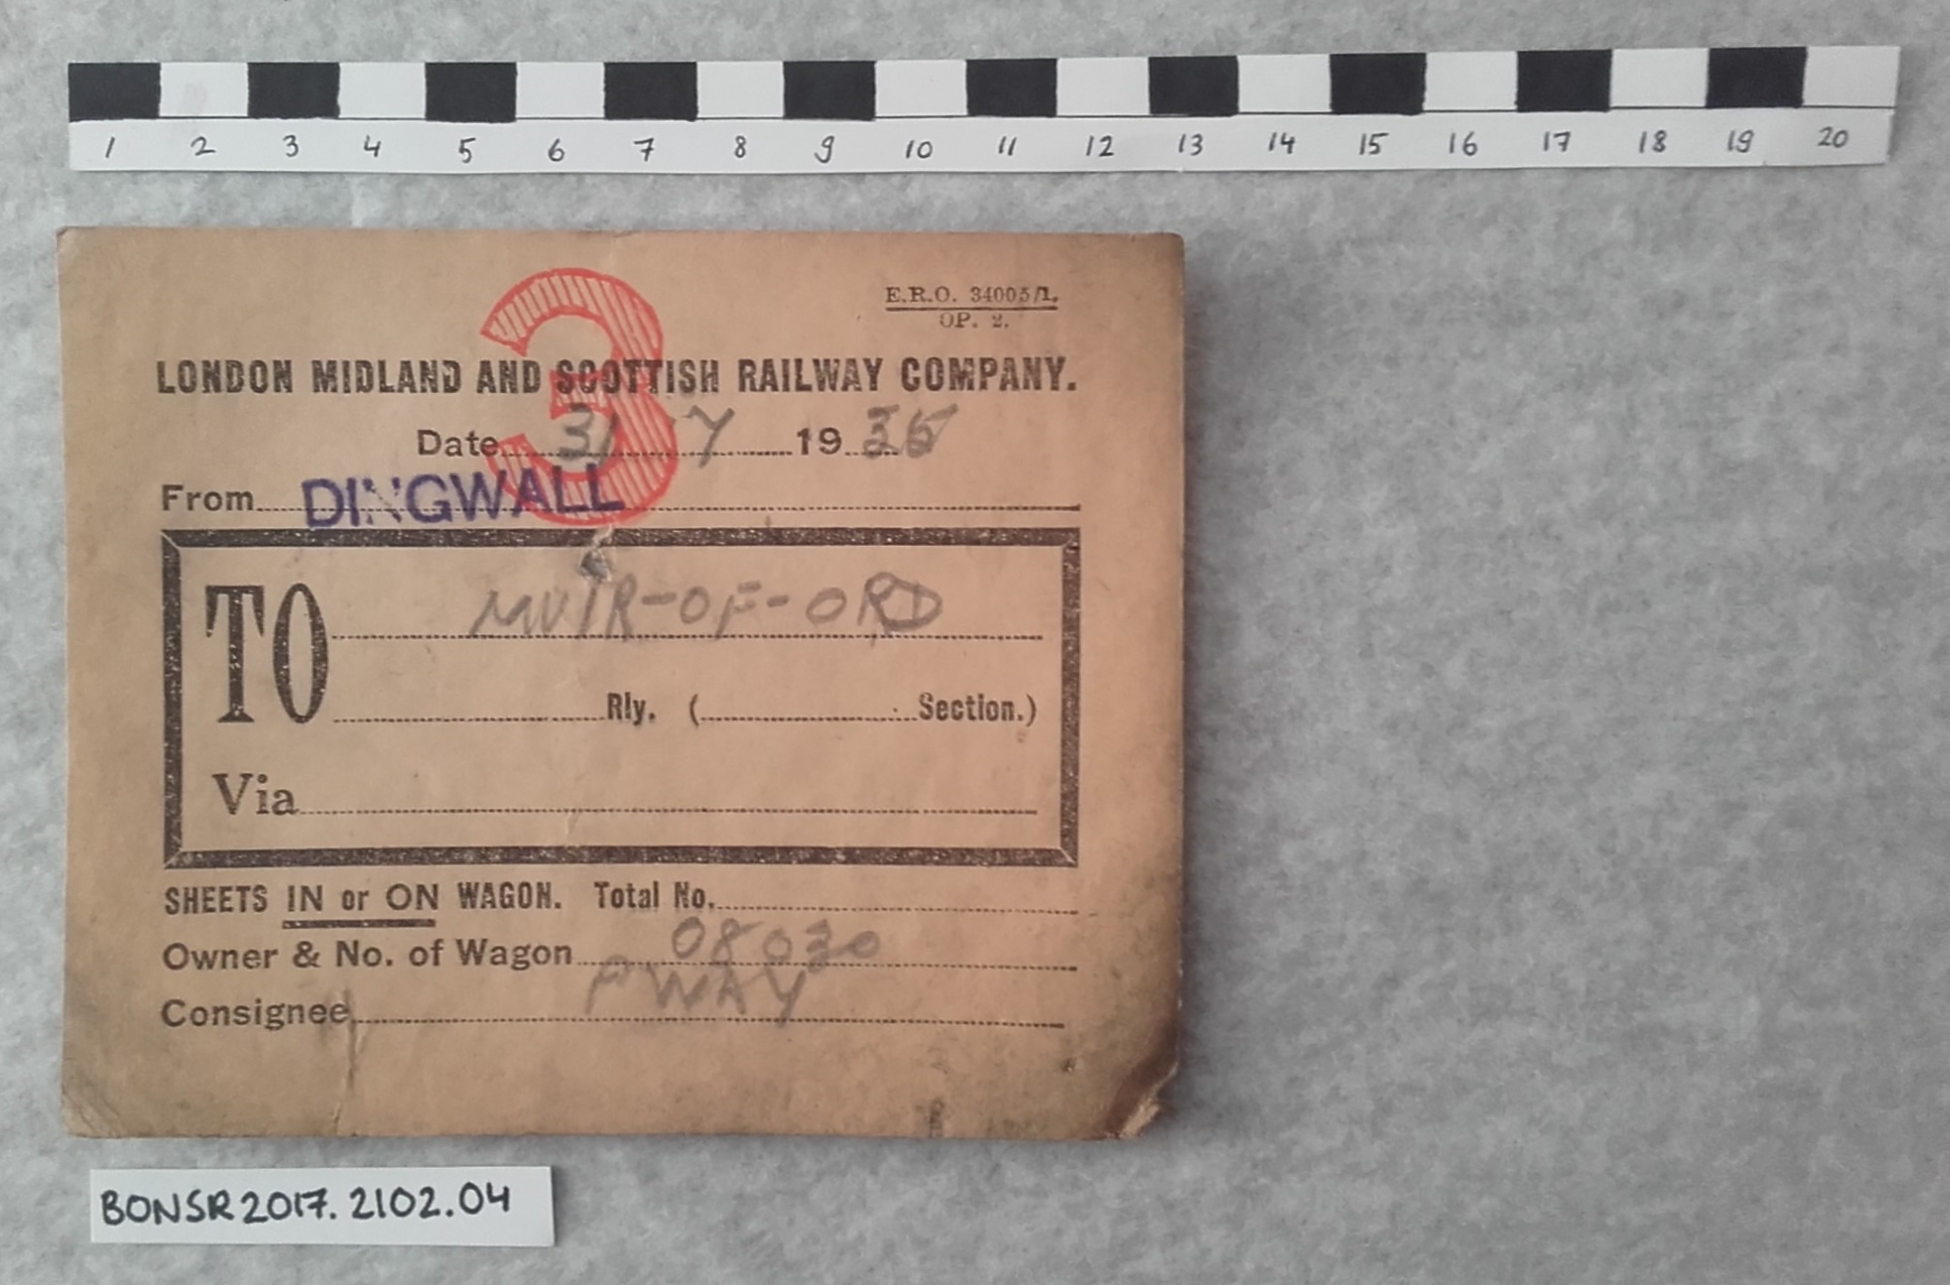 1 2 3 4 5 6 7 8 9 10 11 12 13 14 15 16 17 18 19 20
3
E.R.O. 34005/1.
OP. 2.
LONDON MIDLAND AND SCOTTISH RAILWAY COMPANY.
Date 31 7 1935
From DINGWALL
TO MUIR-OF-ORD
Rly. ( Section.)
Via
SHEETS IN or ON WAGON. Total No.
Owner & No. of Wagon 08030
Consignee P WAY
BONSR2017.2102.04